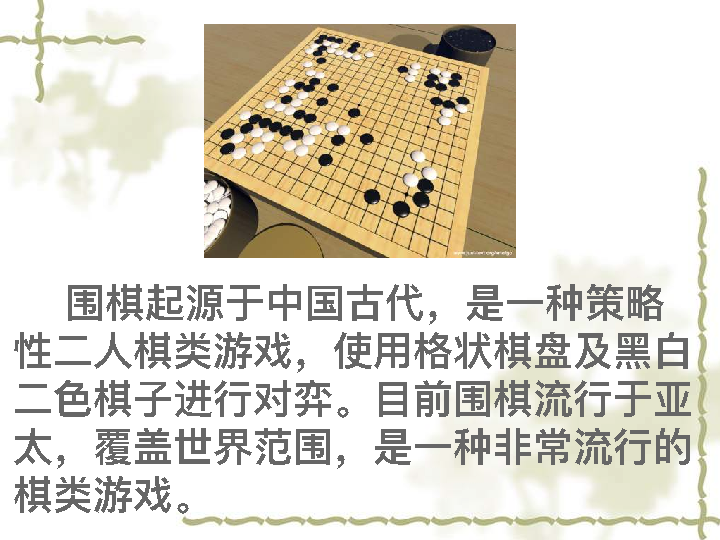 围棋起源于中国古代，是一种策略
性二人棋类游戏，使用格状棋盘及黑白
二色棋子进行对弈。目前围棋流行于亚
太，覆盖世界范围，是一种非常流行的
棋类游戏。